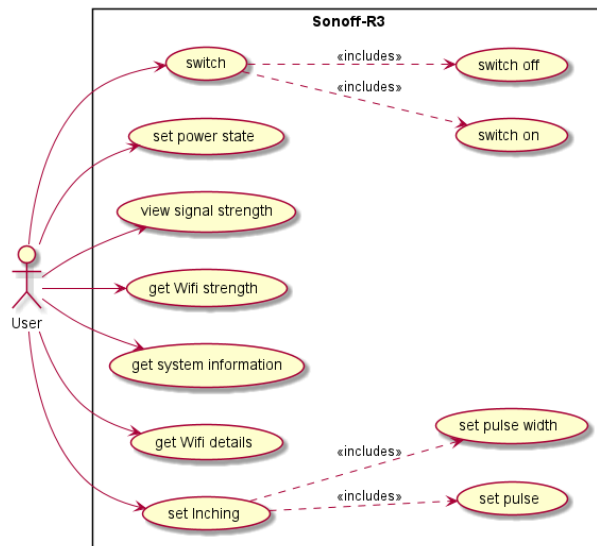 Sonoff-R3
switch
«includes»
switch off
«includes»
switch on
set power state
view signal strength
get Wifi strength
User
get system information
get Wifi details
set Inching
«includes»
set pulse width
«includes»
set pulse